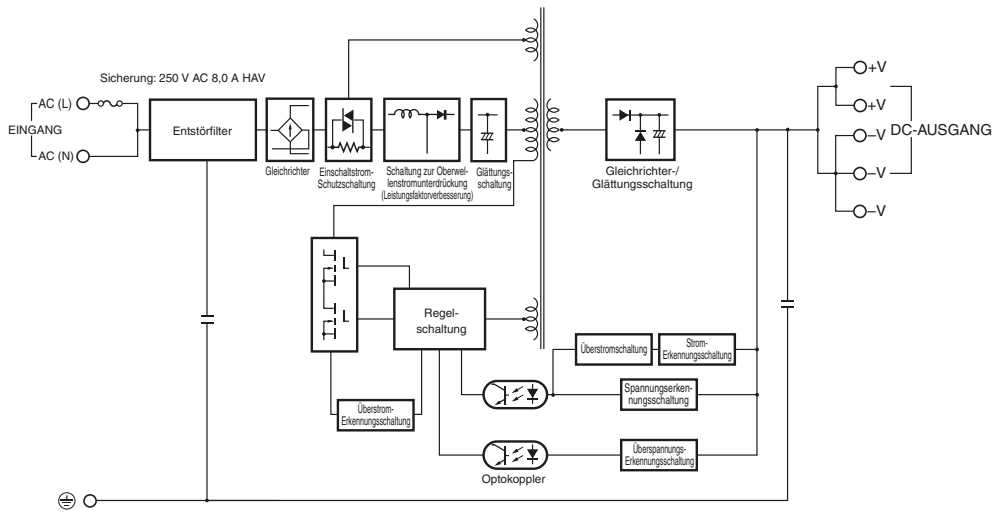 Sicherung: 250 V AC 8,0 A HAV
AC (L)
EINGANG
AC (N)
Entstörfilter
Gleichrichter
Einschaltstrom-
Schutzschaltung
Schaltung zur Oberwel-
lenstromunterdrückung
(Leistungsfaktorverbesserung)
Glättungs-
schaltung
Gleichrichter-/
Glättungsschaltung
+V
+V
–V
DC-AUSGANG
–V
–V
Regel-
schaltung
Überstrom-
Erkennungsschaltung
Überstromschaltung
Strom-
Erkennungsschaltung
Spannungserken-
nungsschaltung
Überspannungs-
Erkennungsschaltung
Optokoppler